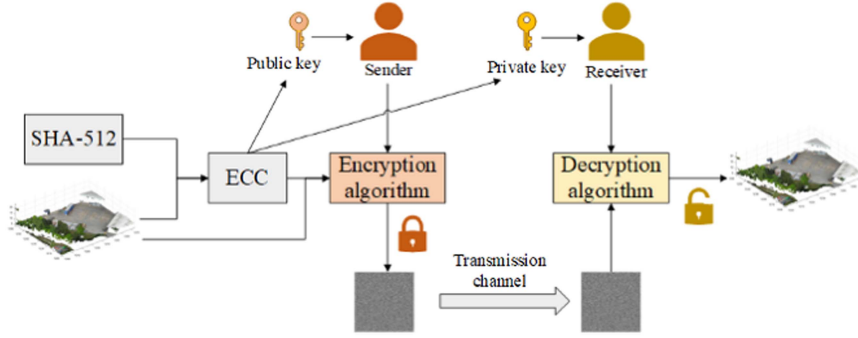 Public key
Sender
Private key
Receiver
SHA-512
ECC
Encryption
algorithm
Decryption
algorithm
Transmission
channel